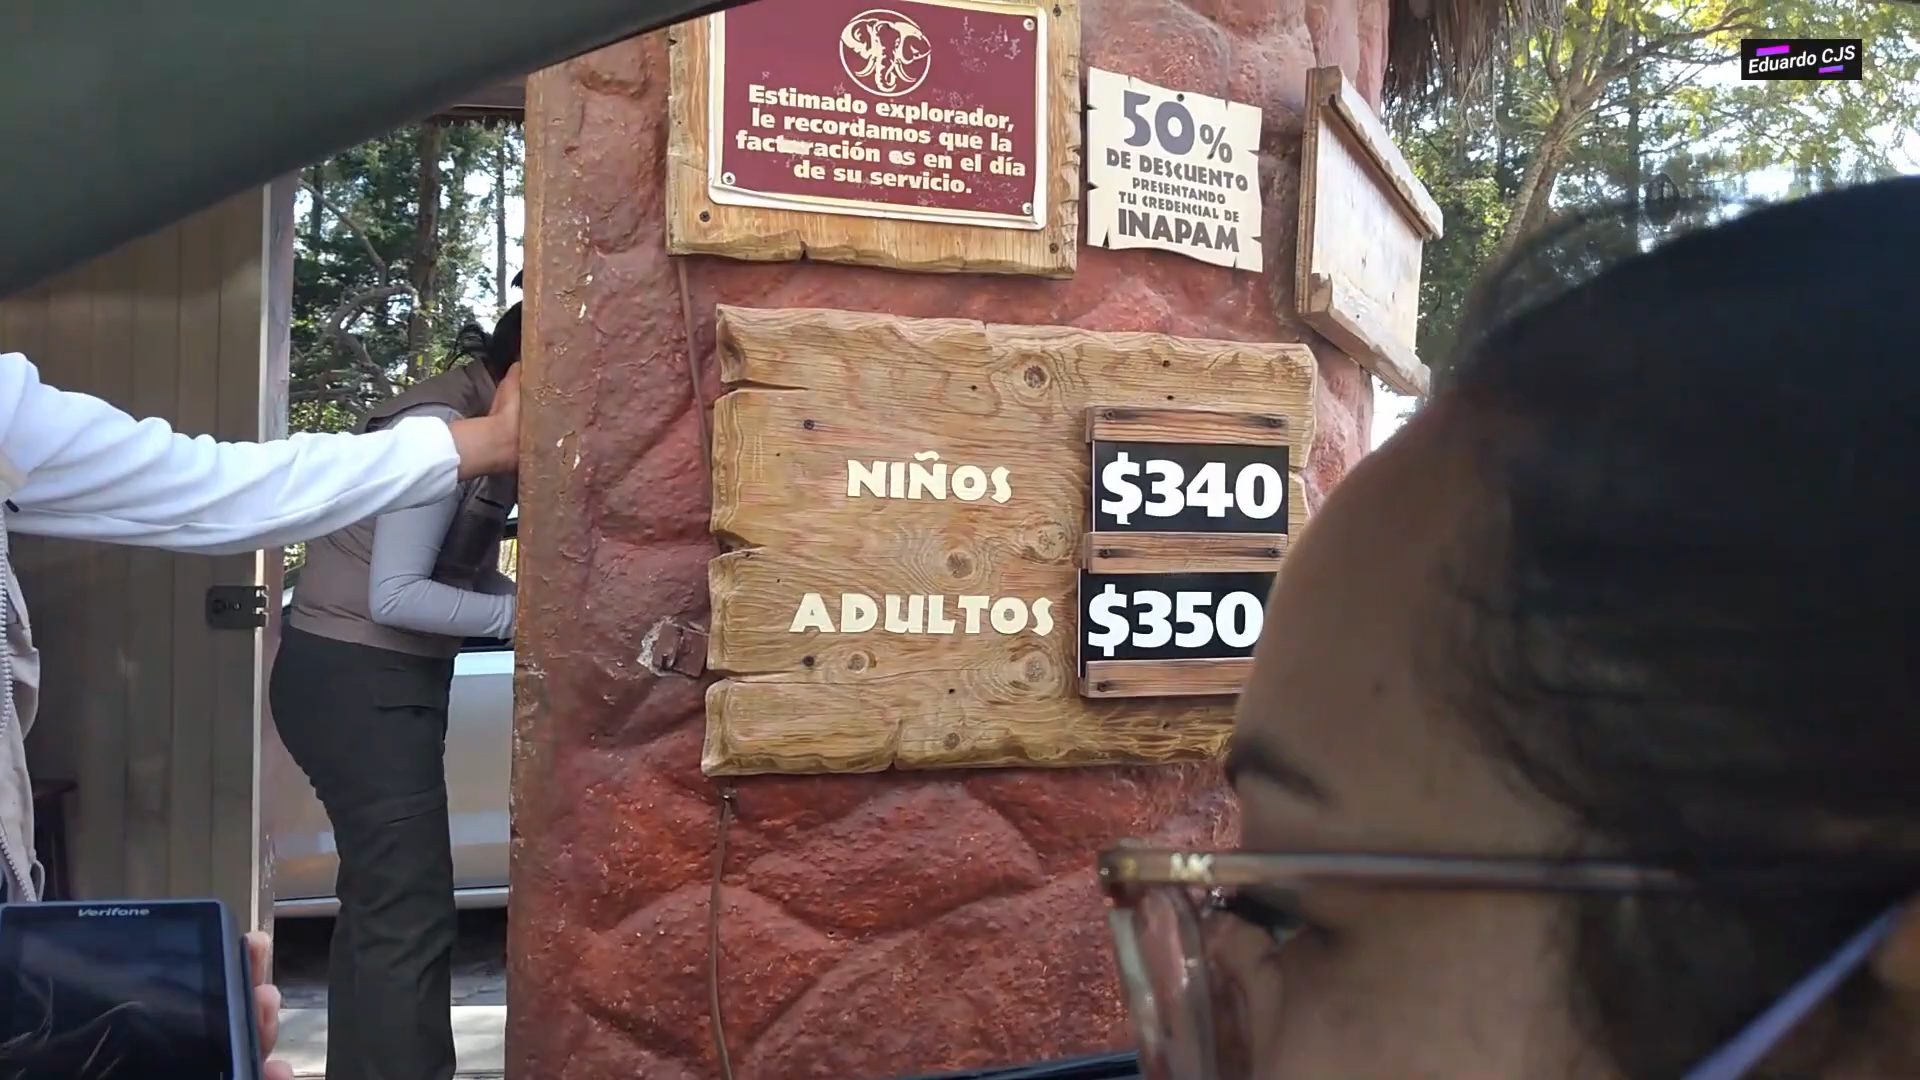 Eduardo CJS
Estimado explorador,
le recordamos que la
facturación es en el día
de su servicio.
50%
DE DESCUENTO
PRESENTANDO
TU CREDENCIAL DE
INAPAM
NIÑOS
$340
ADULTOS
$350
MK
Verifone